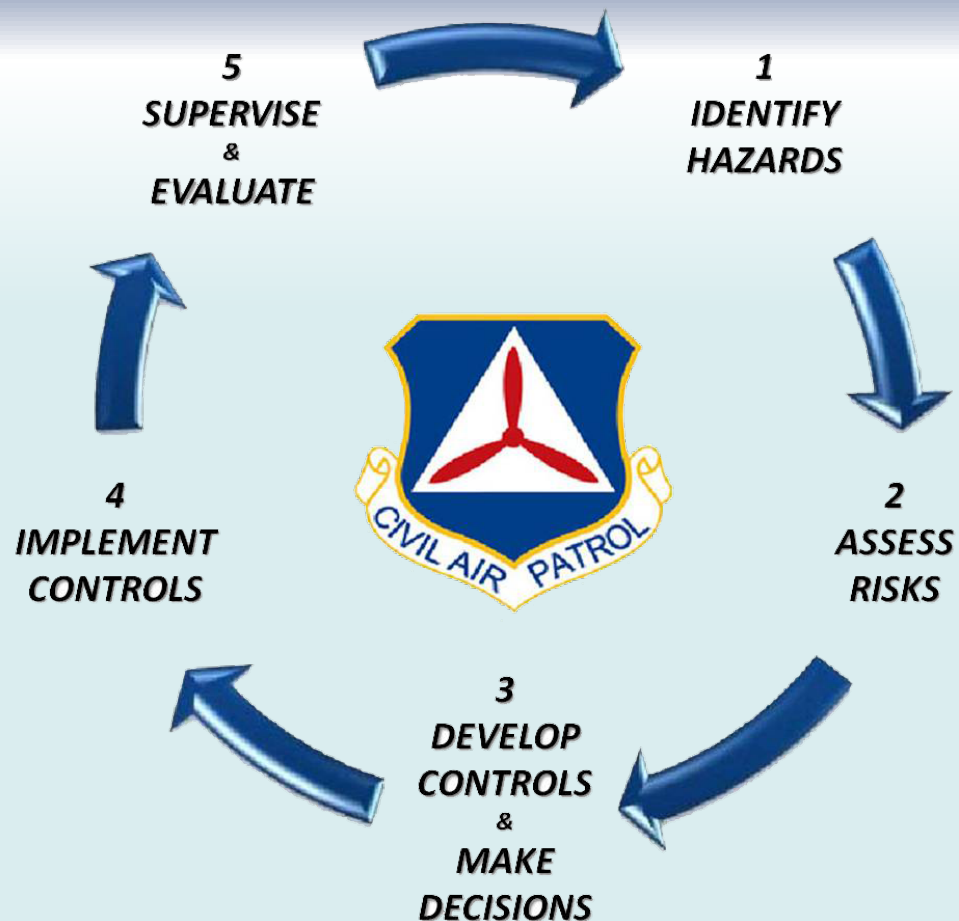 1
IDENTIFY
HAZARDS
2
ASSESS
RISKS
3
DEVELOP
CONTROLS
&
MAKE
DECISIONS
4
IMPLEMENT
CONTROLS
5
SUPERVISE
&
EVALUATE
CIVIL AIR PATROL